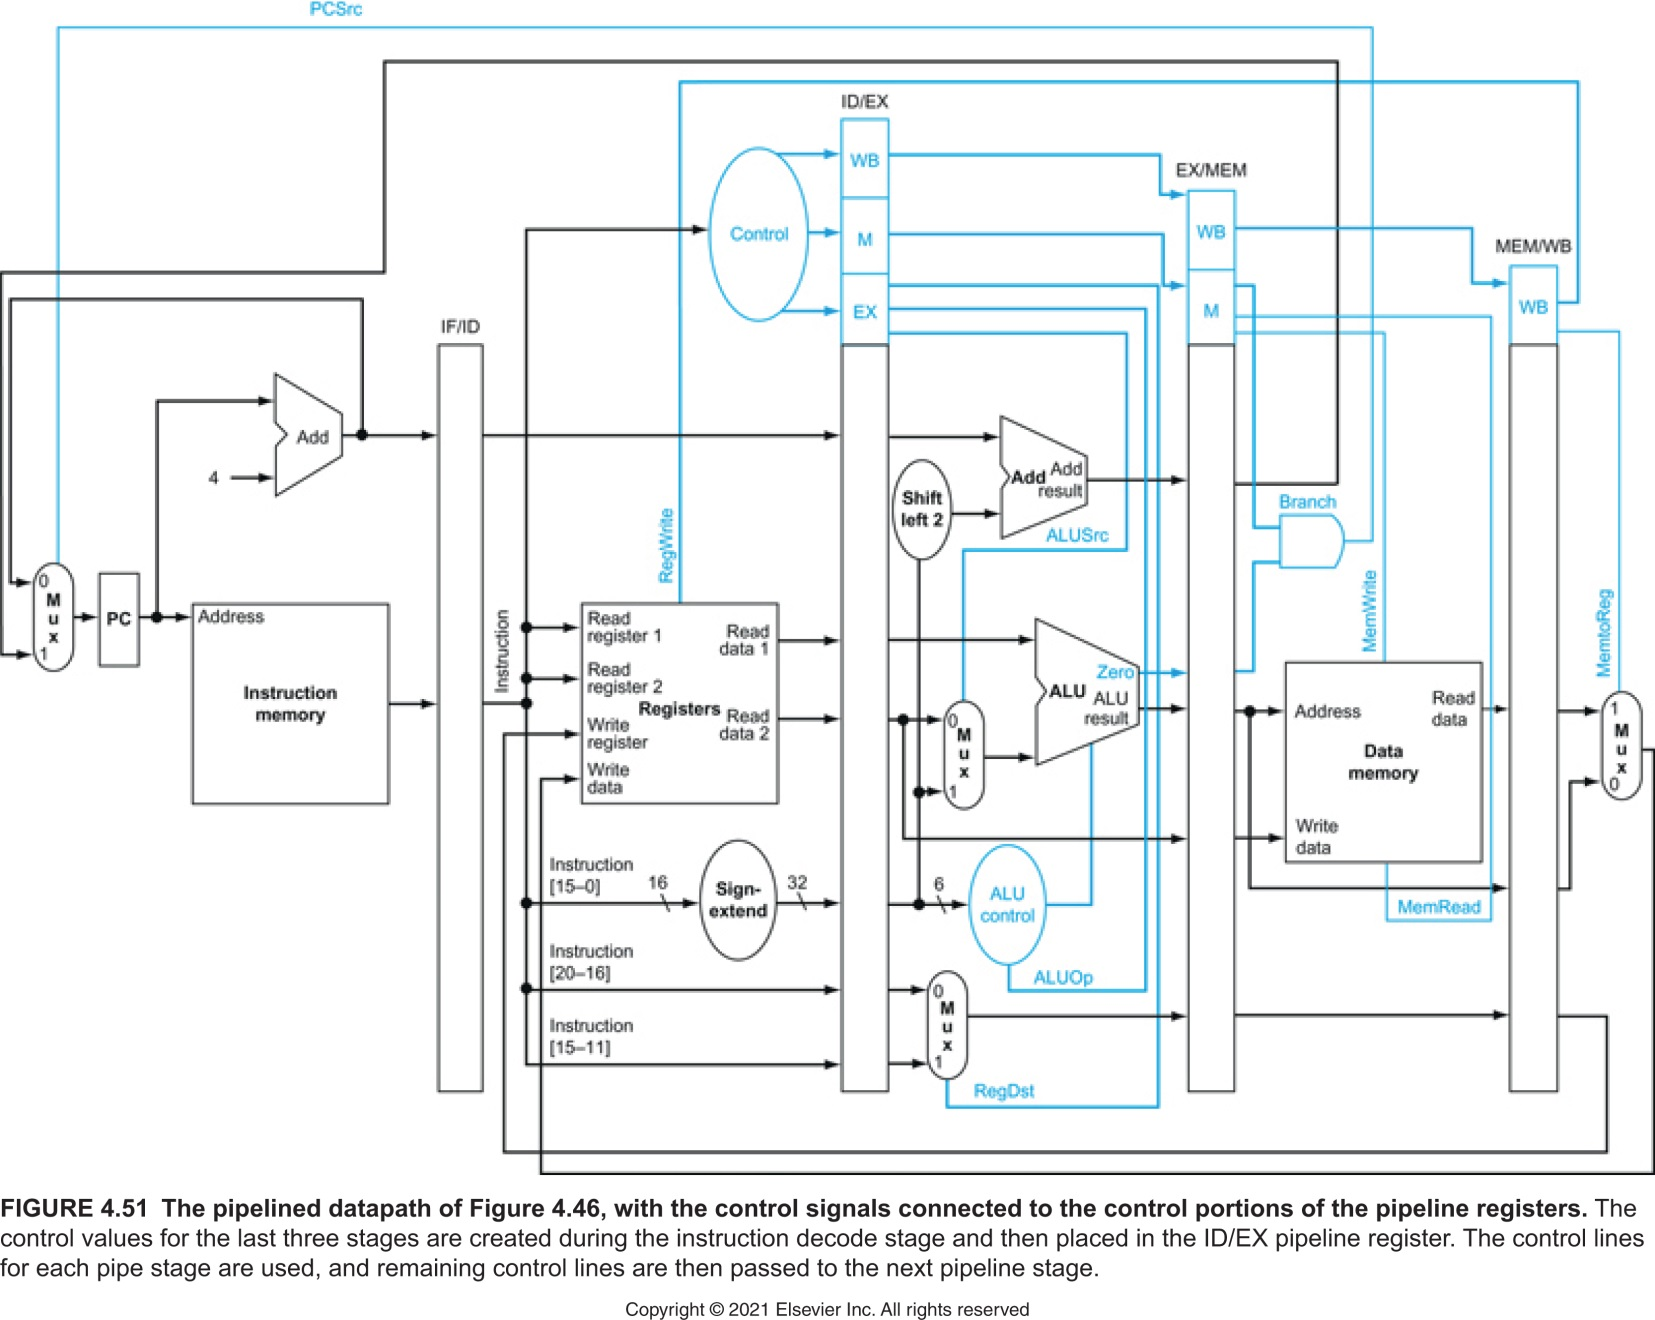 PCSrc
ID/EX
WB
EX/MEM
Control
M
WB
MEM/WB
EX
M
WB
IF/ID
Add
4
Add
Add
result
Shift
left 2
Branch
ALUSrc
RegWrite
MemWrite
MemtoReg
0
M
u
x
1
PC
Address
Instruction
memory
Instruction
Read
register 1
Read
register 2
Write
register
Write
data
Registers
Read
data 1
Read
data 2
0
M
u
x
1
Zero
ALU
ALU
result
Address
Read
data
Data
memory
Write
data
1
M
u
x
0
MemRead
Instruction
[15–0]
16
Sign-
extend
32
6
ALU
control
ALUOp
Instruction
[20–16]
0
M
u
x
1
Instruction
[15–11]
RegDst
FIGURE 4.51 The pipelined datapath of Figure 4.46, with the control signals connected to the control portions of the pipeline registers. The
control values for the last three stages are created during the instruction decode stage and then placed in the ID/EX pipeline register. The control lines
for each pipe stage are used, and remaining control lines are then passed to the next pipeline stage.
Copyright © 2021 Elsevier Inc. All rights reserved